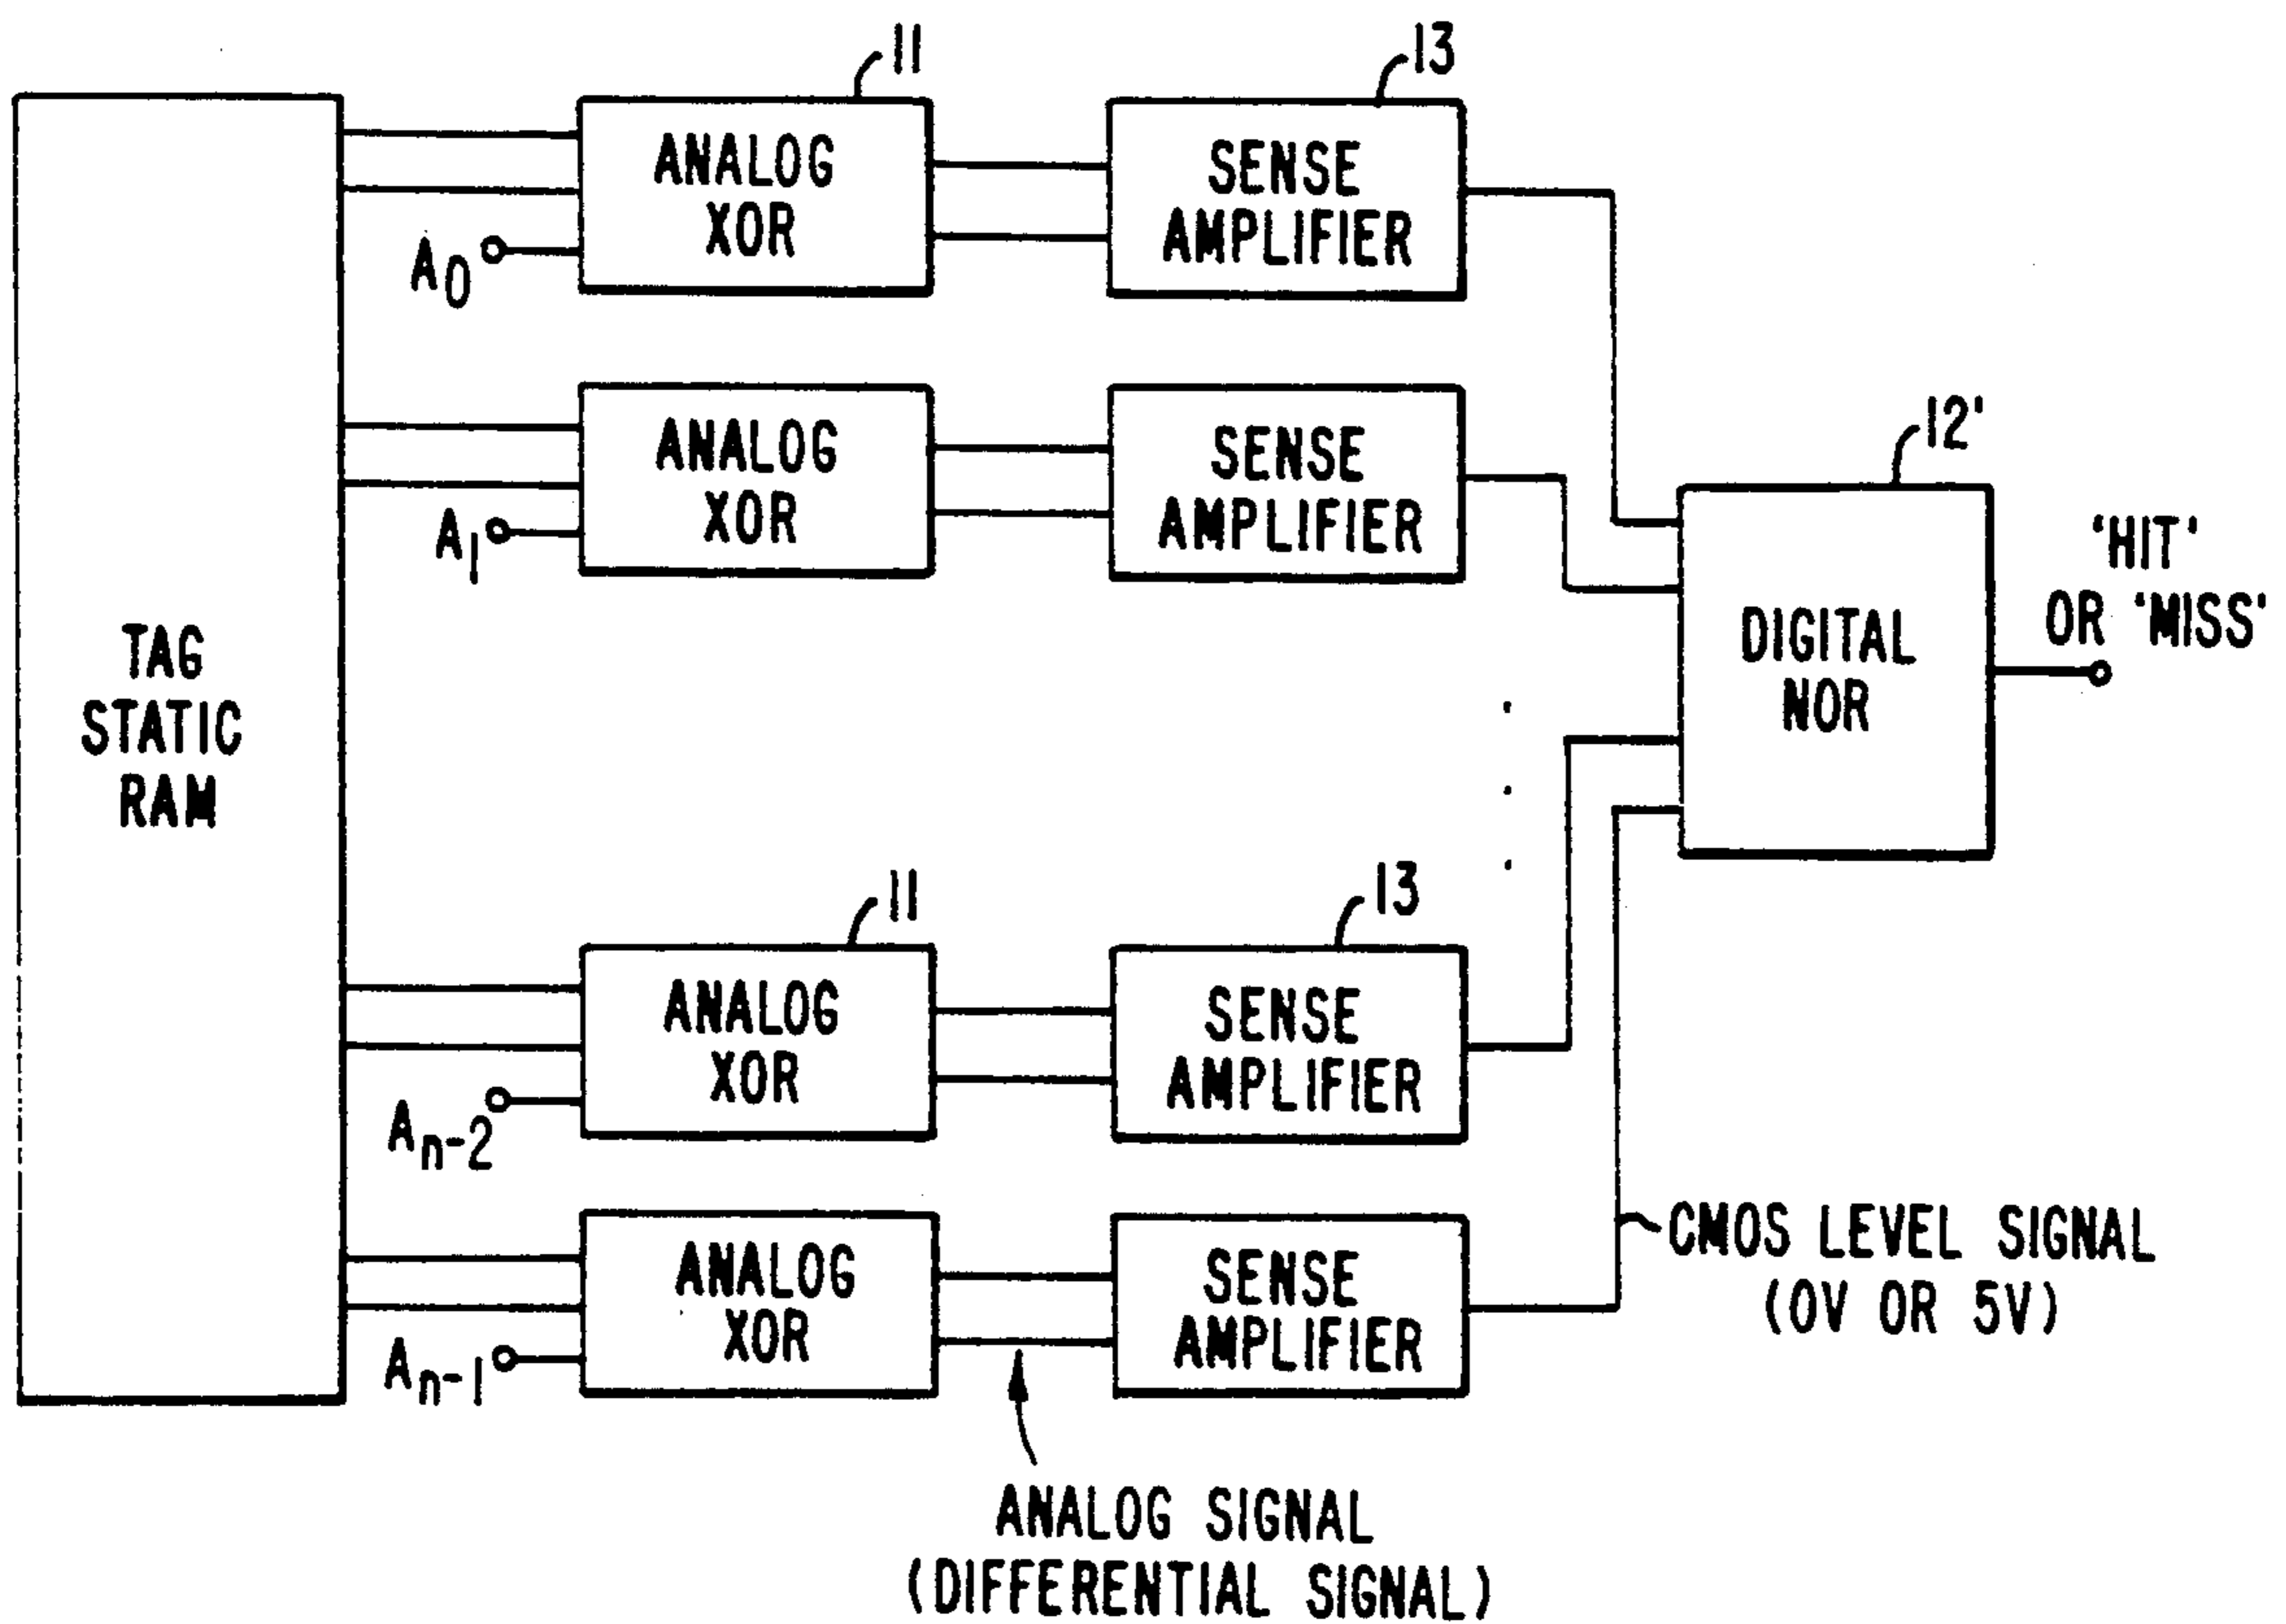 11
13
ANALOG
XOR
SENSE
AMPLIFIER
A0
12'
ANALOG
XOR
SENSE
AMPLIFIER
A1
'HIT'
OR 'MISS'
DIGITAL
NOR
TAG
STATIC
RAM
11
13
ANALOG
XOR
SENSE
AMPLIFIER
An-2
ANALOG
XOR
SENSE
AMPLIFIER
An-1
CMOS LEVEL SIGNAL
(0V OR 5V)
ANALOG SIGNAL
(DIFFERENTIAL SIGNAL)